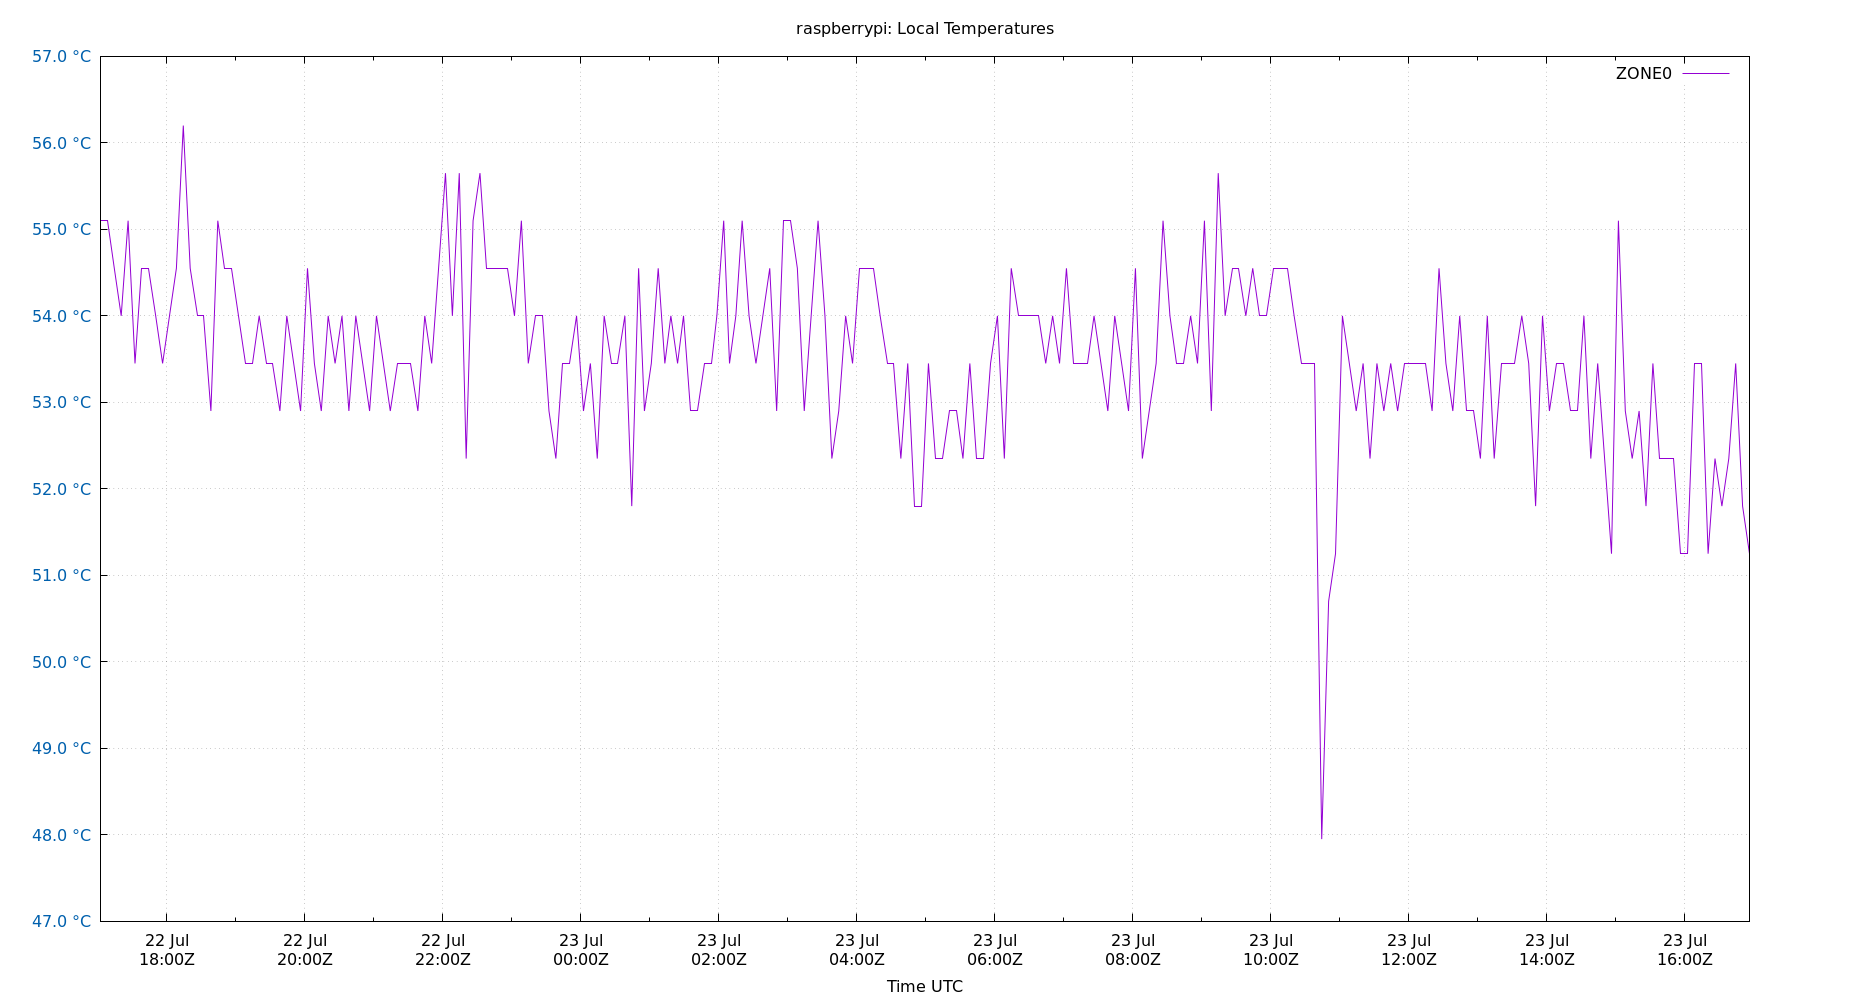 raspberrypi: Local Temperatures
57.0 °C
ZONE0
56.0 °C
55.0 °C
54.0 °C
53.0 °C
52.0 °C
51.0 °C
50.0 °C
49.0 °C
48.0 °C
47.0 °C
22 Jul 22 Jul 22 Jul 23 Jul 23 Jul 23 Jul 23 Jul 23 Jul 23 Jul 23 Jul 23 Jul 23 Jul
18:00Z 20:00Z 22:00Z 00:00Z 02:00Z 04:00Z 06:00Z 08:00Z 10:00Z 12:00Z 14:00Z 16:00Z
Time UTC